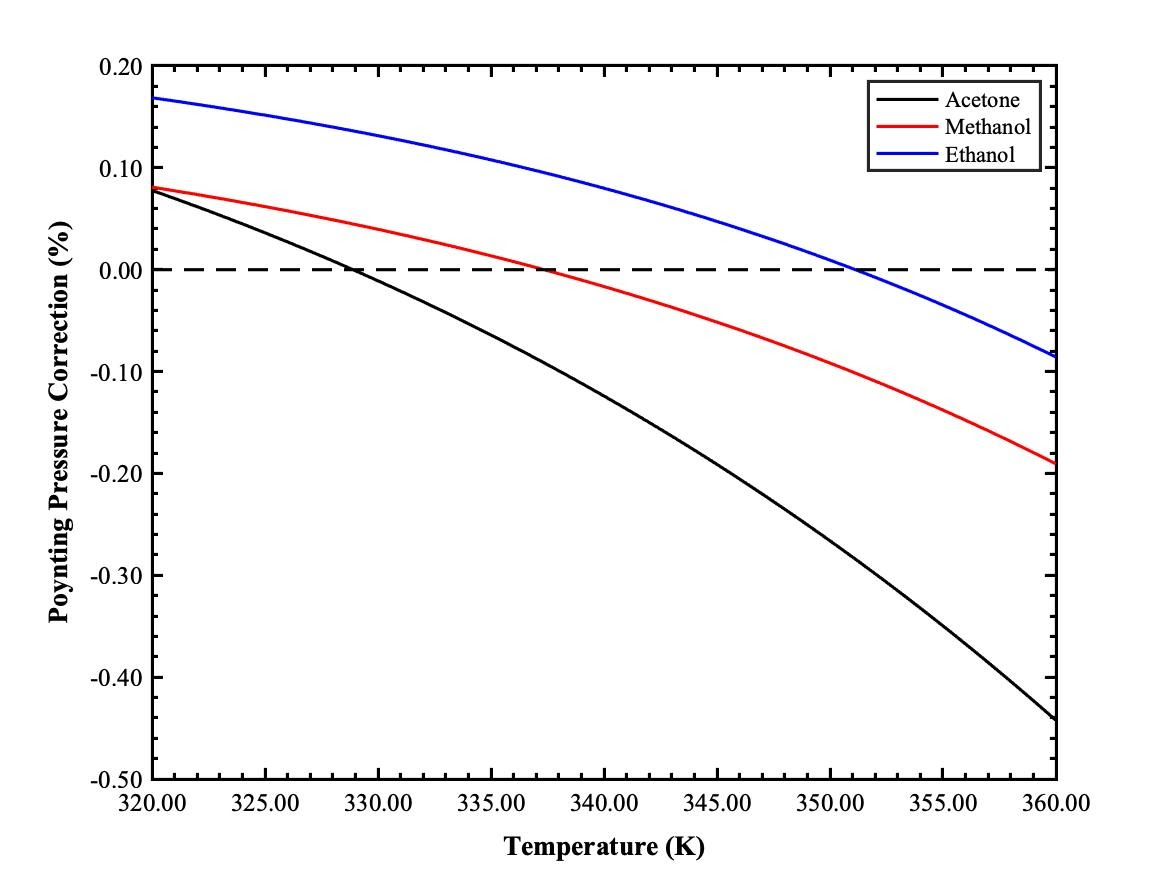 0.20
0.10
0.00
-0.10
-0.20
-0.30
-0.40
-0.50
Poynting Pressure Correction (%)
Acetone
Methanol
Ethanol
320.00 325.00 330.00 335.00 340.00 345.00 350.00 355.00 360.00
Temperature (K)